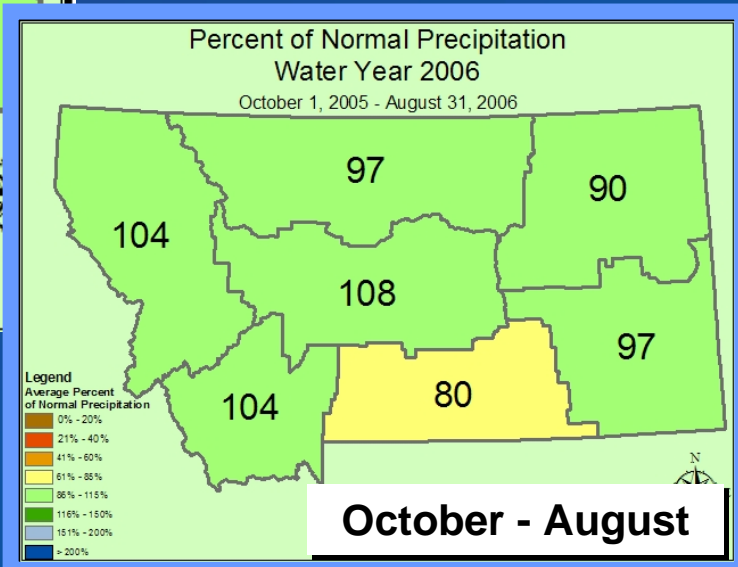 Percent of Normal Precipitation
Water Year 2006
October 1, 2005 - August 31, 2006
97
90
104
108
97
80
104
Legend
Average Percent
of Normal Precipitation
0% - 20%
21% - 40%
41% - 60%
61% - 85%
86% - 115%
116% - 150%
151% - 200%
> 200%
N
October - August